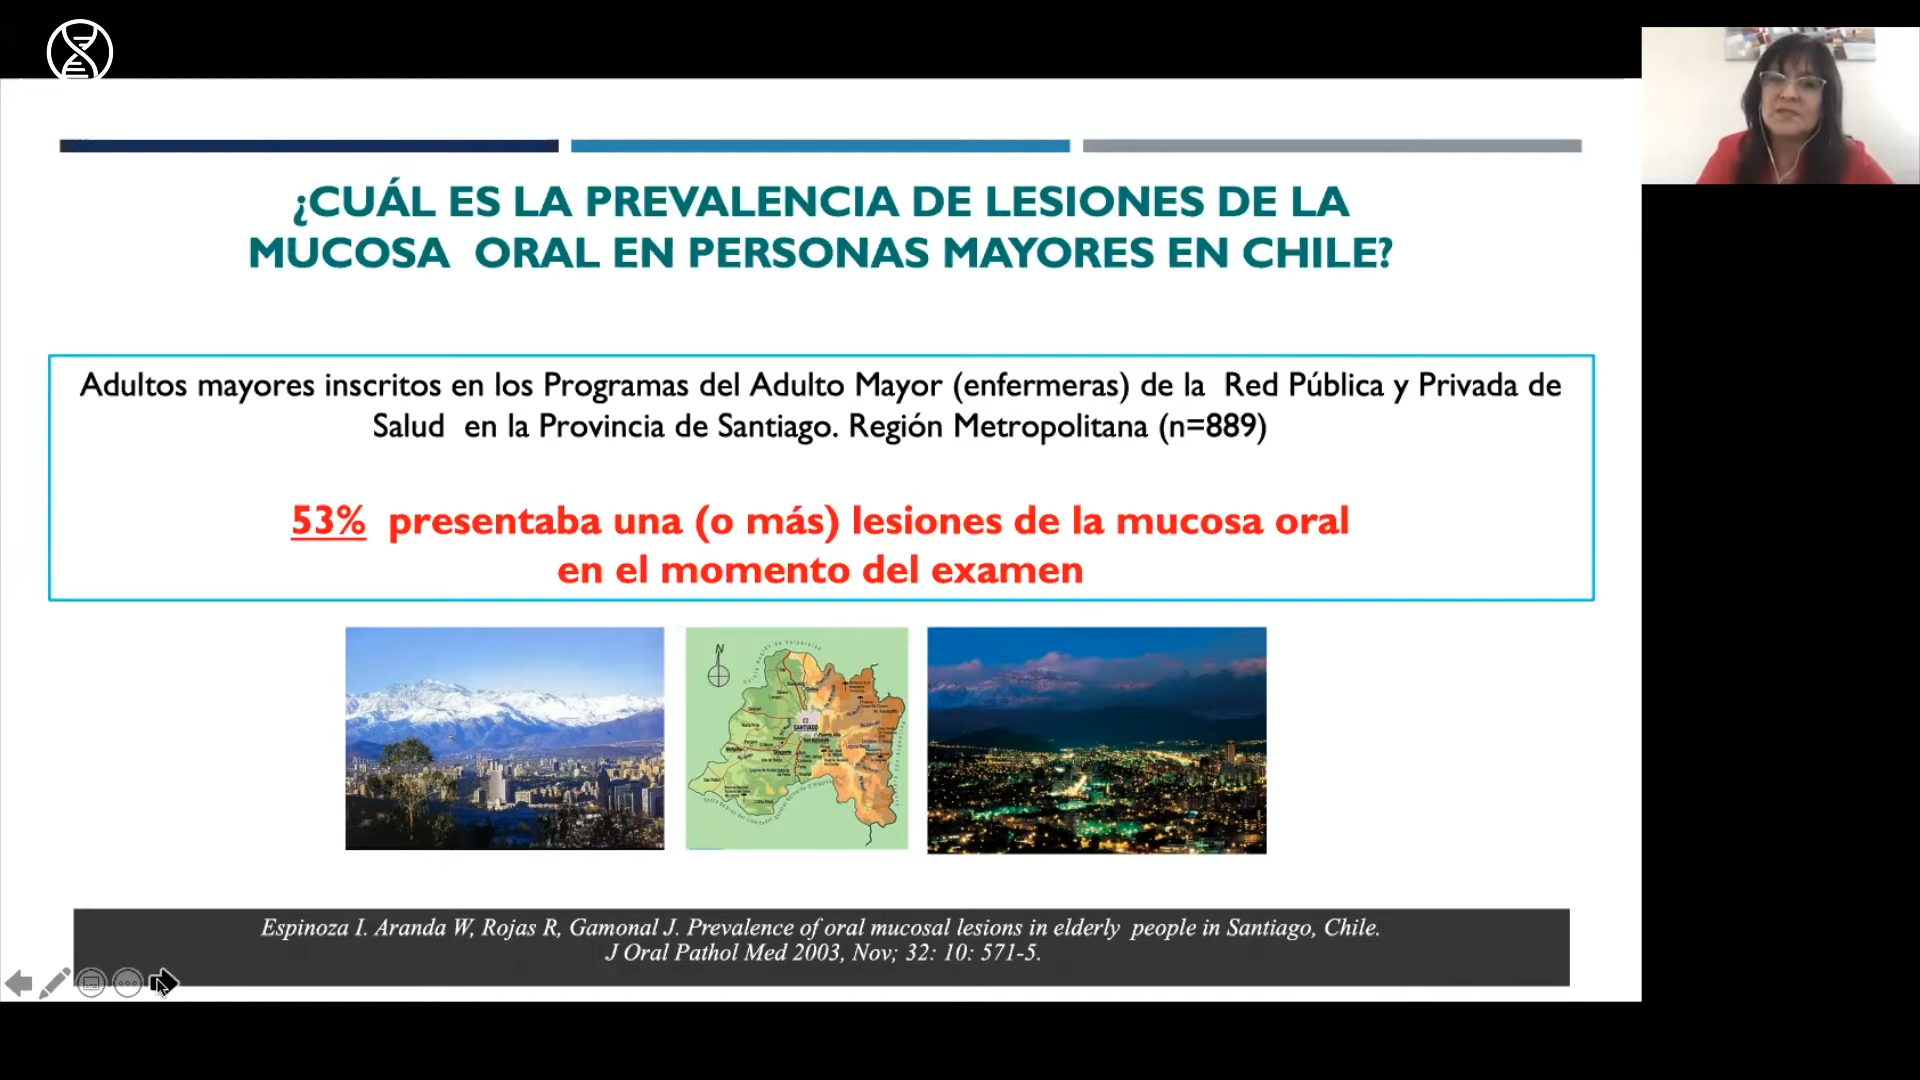 ¿CUÁL ES LA PREVALENCIA DE LESIONES DE LA
MUCOSA ORAL EN PERSONAS MAYORES EN CHILE?
Adultos mayores inscritos en los Programas del Adulto Mayor (enfermeras) de la Red Pública y Privada de
Salud en la Provincia de Santiago. Región Metropolitana (n=889)
53% presentaba una (o más) lesiones de la mucosa oral
en el momento del examen
N
SANTIAGO
Espinoza I. Aranda W, Rojas R, Gamonal J. Prevalence of oral mucosal lesions in elderly people in Santiago, Chile.
J Oral Pathol Med 2003, Nov; 32: 10: 571-5.